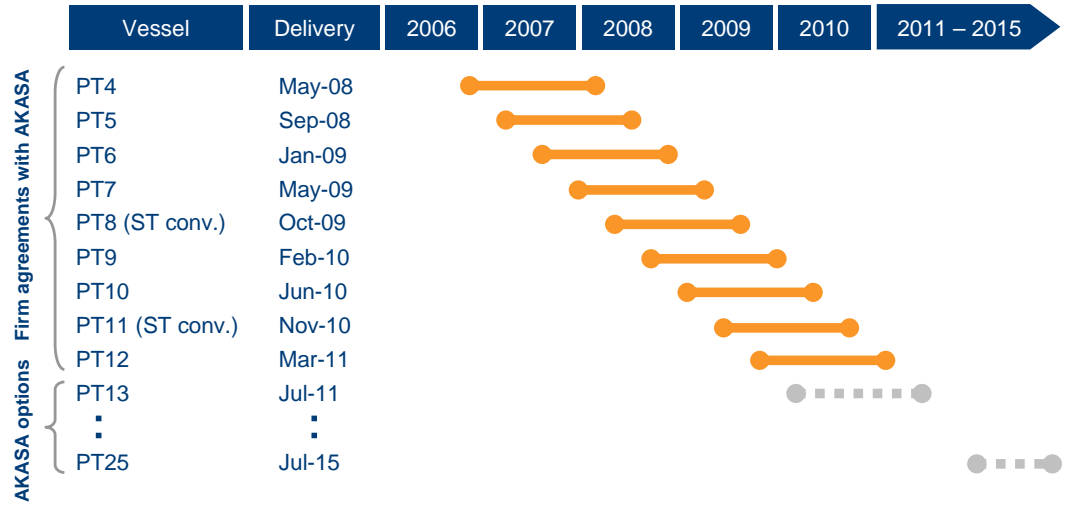 Vessel Delivery 2006 2007 2008 2009 2010 2011 – 2015
Firm agreements with AKASA
PT4 May-08
PT5 Sep-08
PT6 Jan-09
PT7 May-09
PT8 (ST conv.) Oct-09
PT9 Feb-10
PT10 Jun-10
PT11 (ST conv.) Nov-10
PT12 Mar-11
AKASA options
PT13 Jul-11
: :
PT25 Jul-15